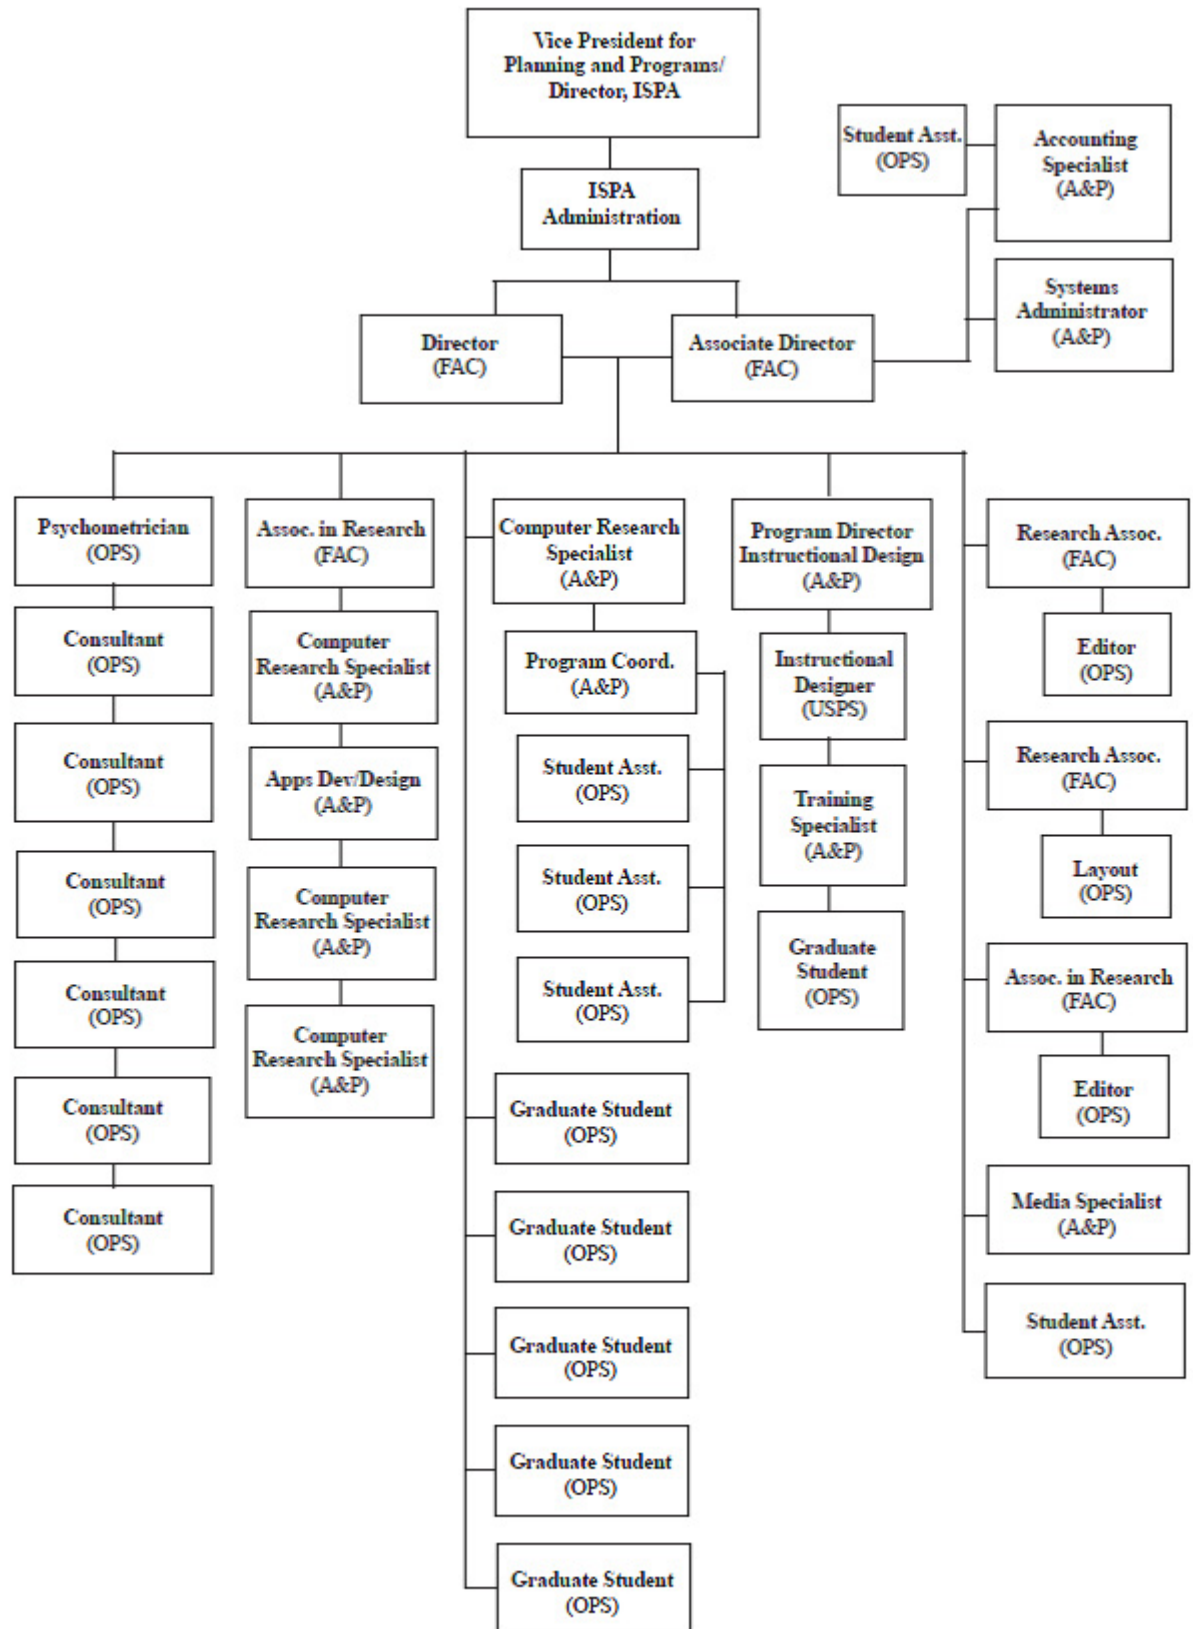 Vice President for
Planning and Programs/
Director, ISPA
Student Asst.
(OPS)
Accounting
Specialist
(A&P)
ISPA
Administration
Systems
Administrator
(A&P)
Director
(FAC)
Associate Director
(FAC)
Psychometrician
(OPS)
Consultant
(OPS)
Consultant
(OPS)
Consultant
(OPS)
Consultant
(OPS)
Consultant
(OPS)
Consultant
(OPS)
Assoc. in Research
(FAC)
Computer
Research Specialist
(A&P)
Apps Dev/Design
(A&P)
Computer
Research Specialist
(A&P)
Computer
Research Specialist
(A&P)
Computer Research
Specialist
(A&P)
Program Coord.
(A&P)
Student Asst.
(OPS)
Student Asst.
(OPS)
Student Asst.
(OPS)
Graduate Student
(OPS)
Graduate Student
(OPS)
Graduate Student
(OPS)
Graduate Student
(OPS)
Graduate Student
(OPS)
Program Director
Instructional Design
(A&P)
Instructional
Designer
(USPS)
Training
Specialist
(A&P)
Graduate
Student
(OPS)
Research Assoc.
(FAC)
Editor
(OPS)
Research Assoc.
(FAC)
Layout
(OPS)
Assoc. in Research
(FAC)
Editor
(OPS)
Media Specialist
(A&P)
Student Asst.
(OPS)